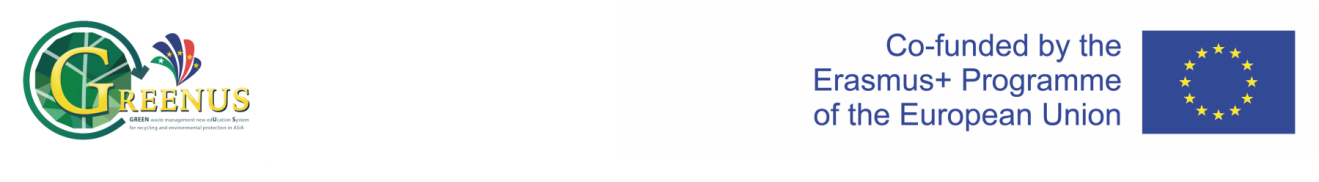 GREENUS
GREEN waste management new edUcation System
for recycling and environmental protection in ASIA
Co-funded by the
Erasmus+ Programme
of the European Union